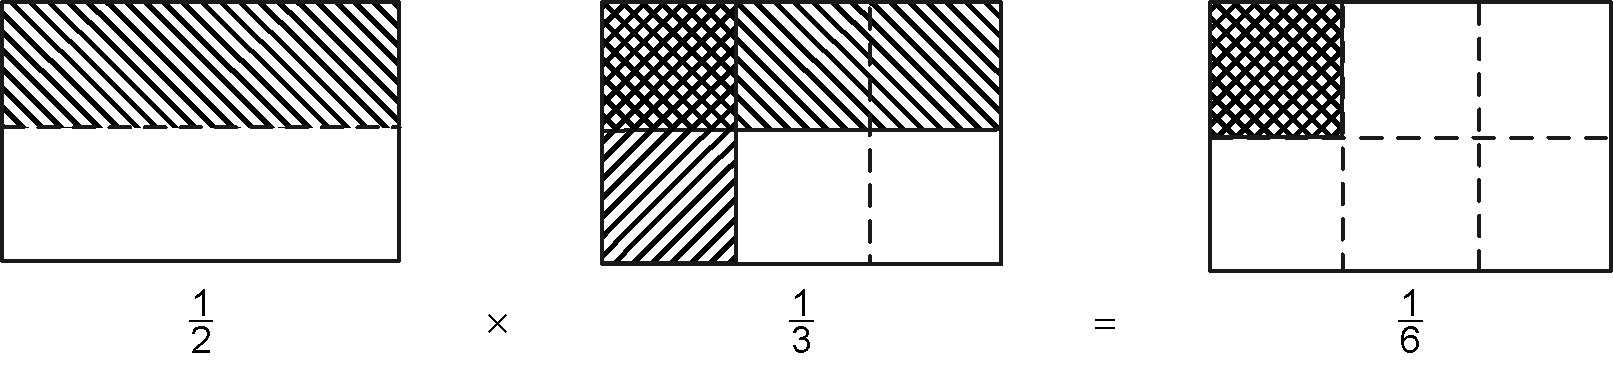 1/2 × 1/3 = 1/6